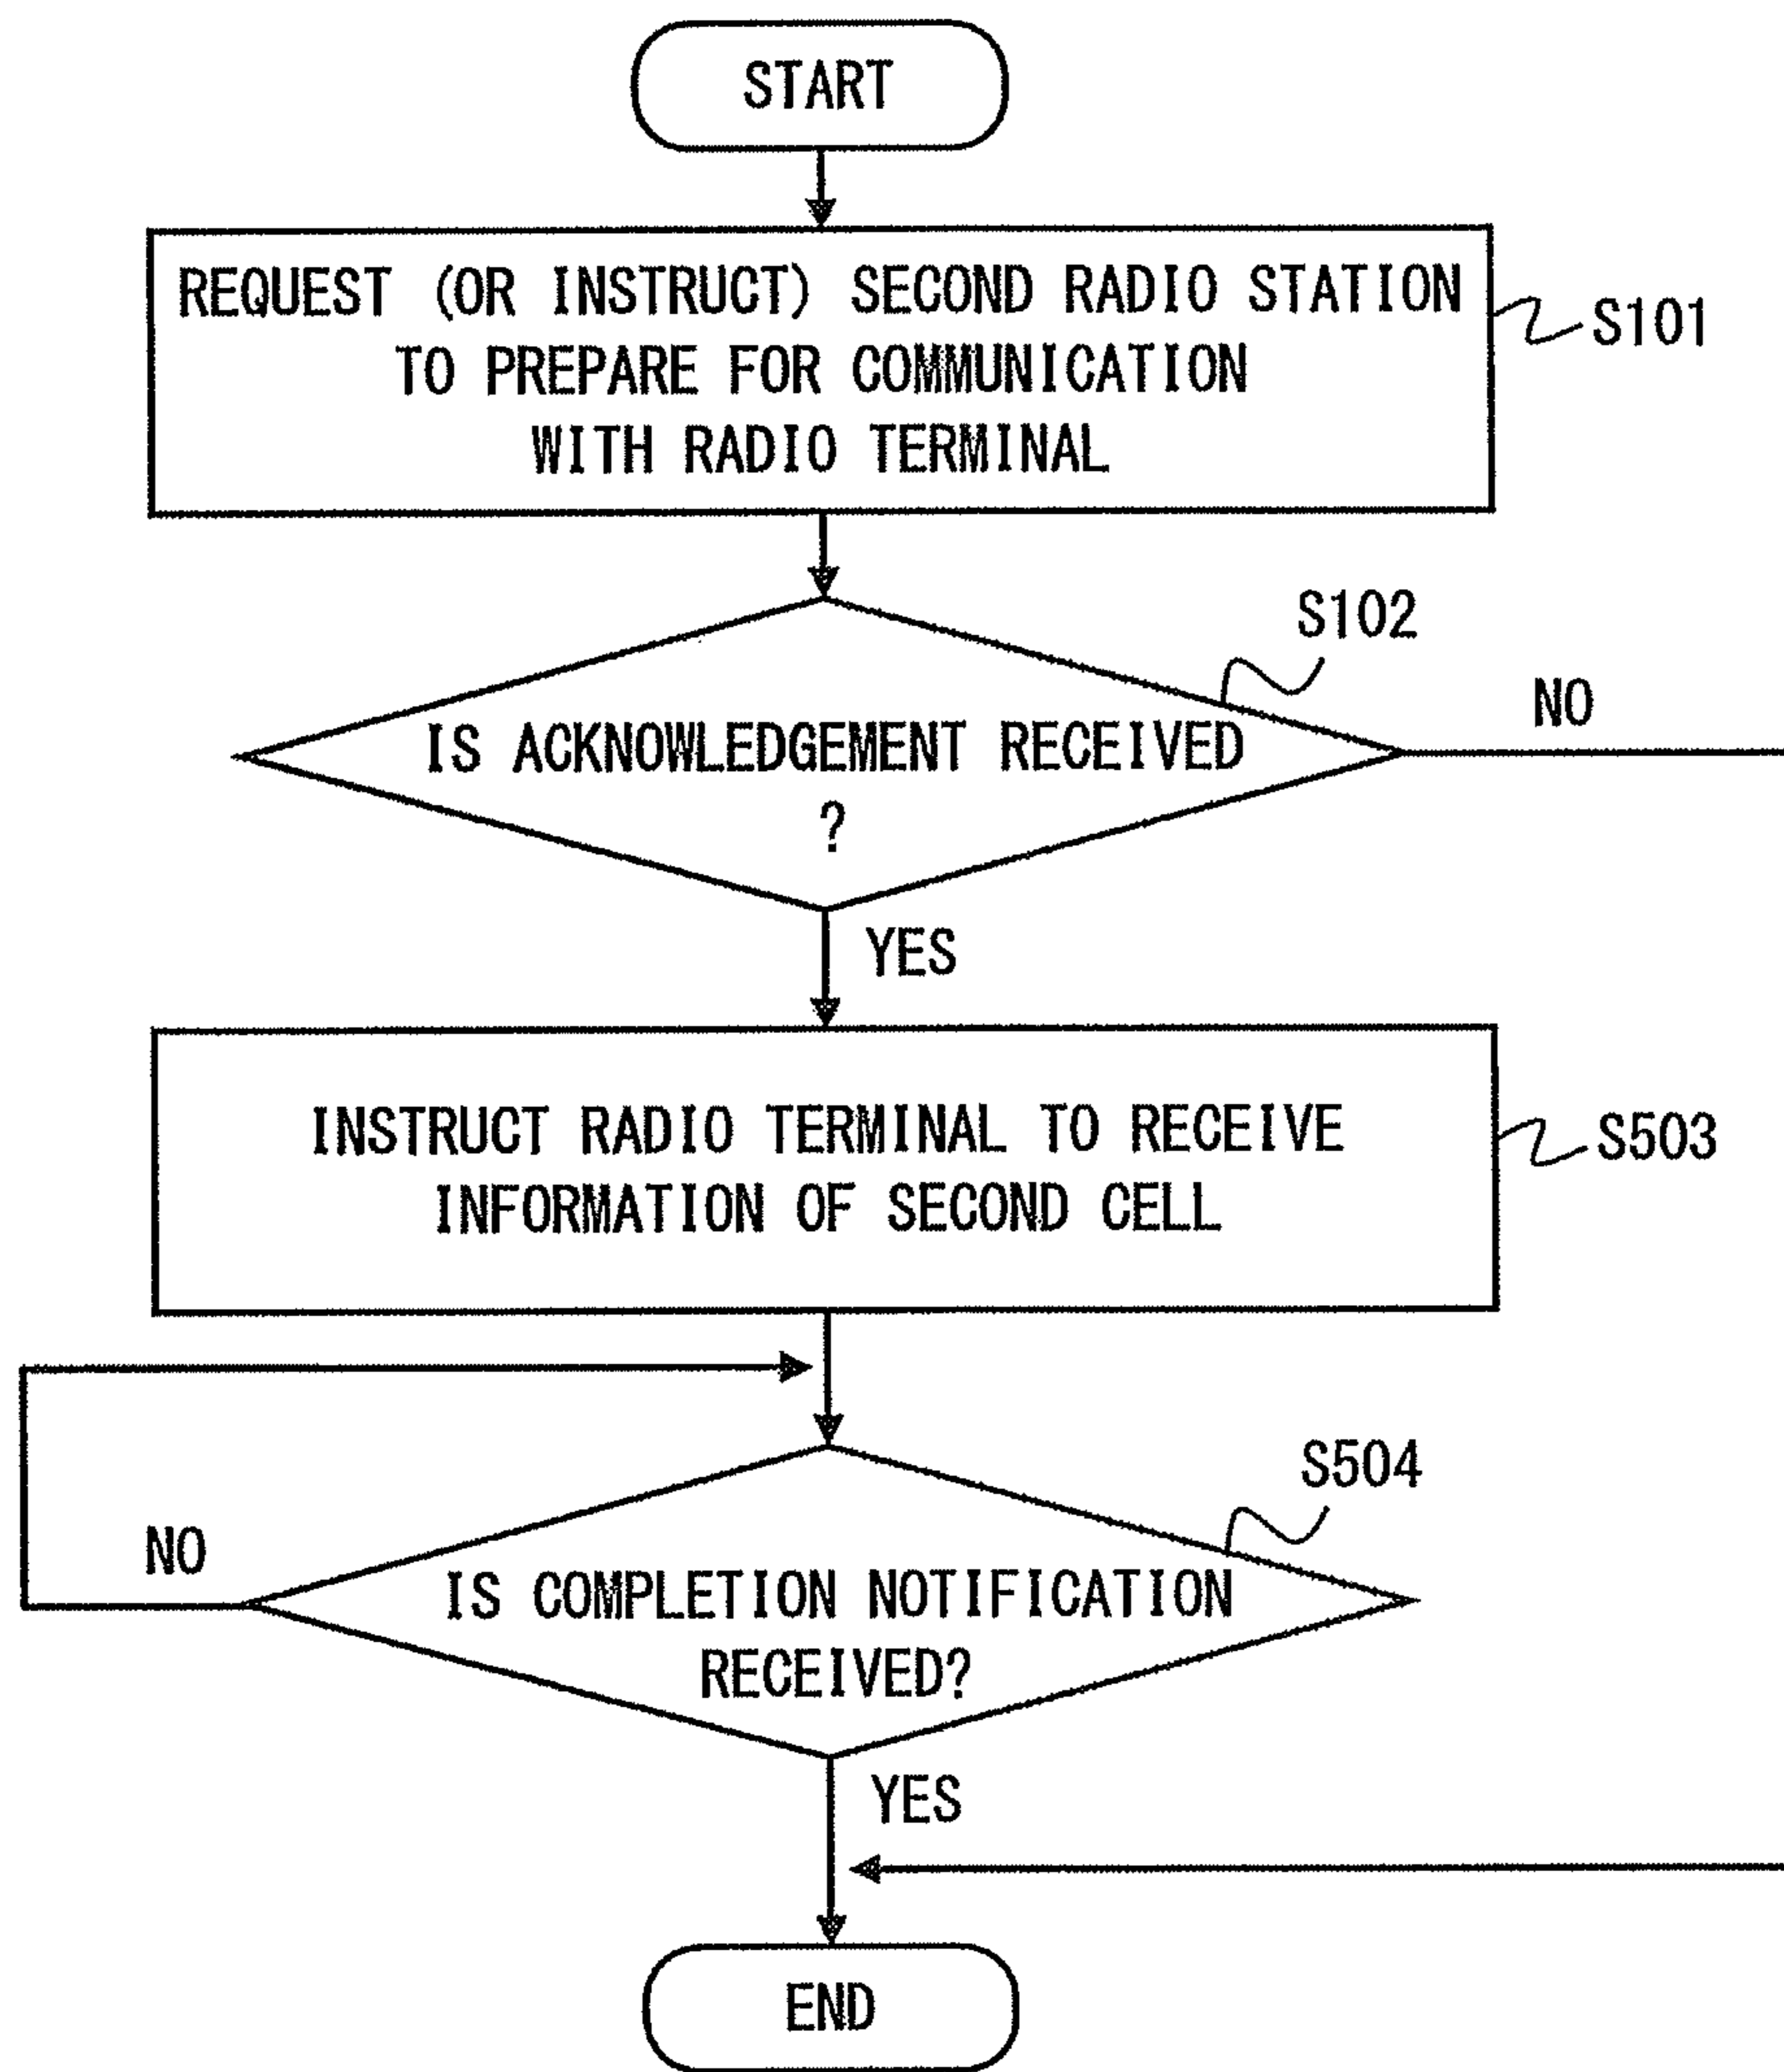 START
REQUEST (OR INSTRUCT) SECOND RADIO STATION
TO PREPARE FOR COMMUNICATION
WITH RADIO TERMINAL
S101
S102
IS ACKNOWLEDGEMENT RECEIVED
?
NO
YES
INSTRUCT RADIO TERMINAL TO RECEIVE
INFORMATION OF SECOND CELL
S503
S504
NO
IS COMPLETION NOTIFICATION
RECEIVED?
YES
END